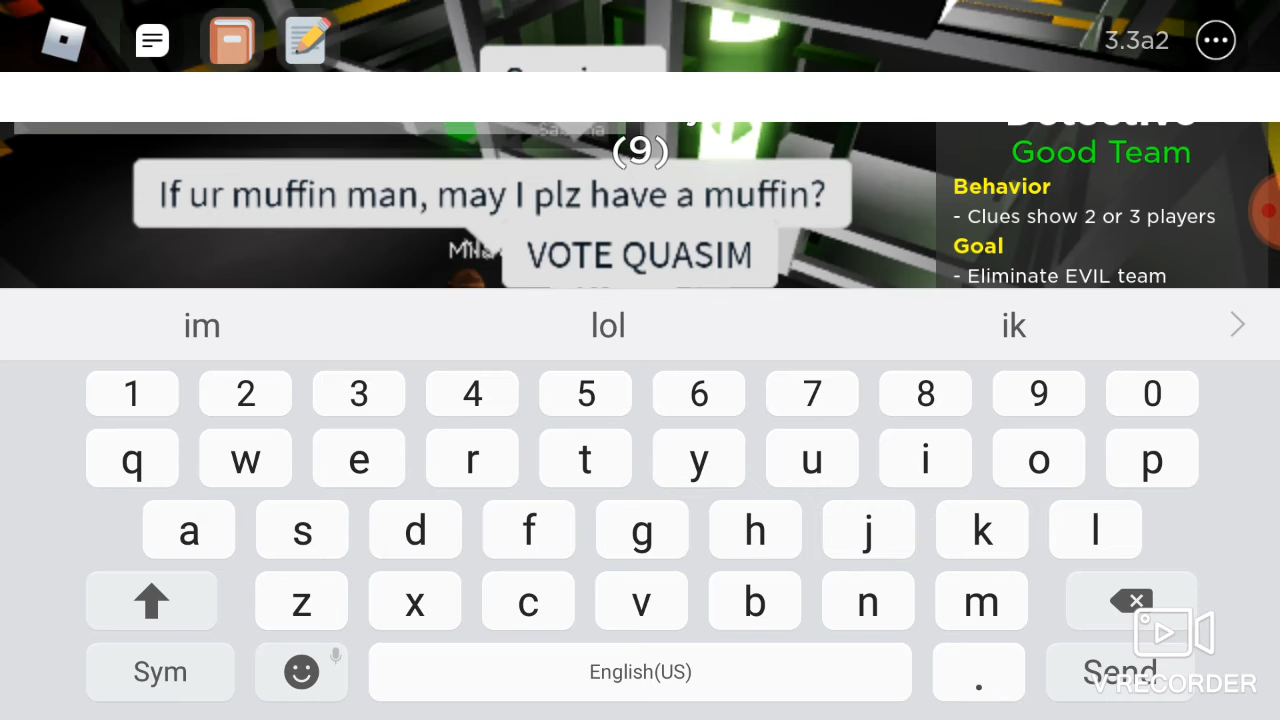 3.3a2
(9)
Detective
Good Team
If ur muffin man, may I plz have a muffin?
Behavior
- Clues show 2 or 3 players
VOTE QUASIM
Goal
- Eliminate EVIL team
im lol ik
1 2 3 4 5 6 7 8 9 0
q w e r t y u i o p
a s d f g h j k l
z x c v b n m
Sym English(US) . Send
V RECORDER